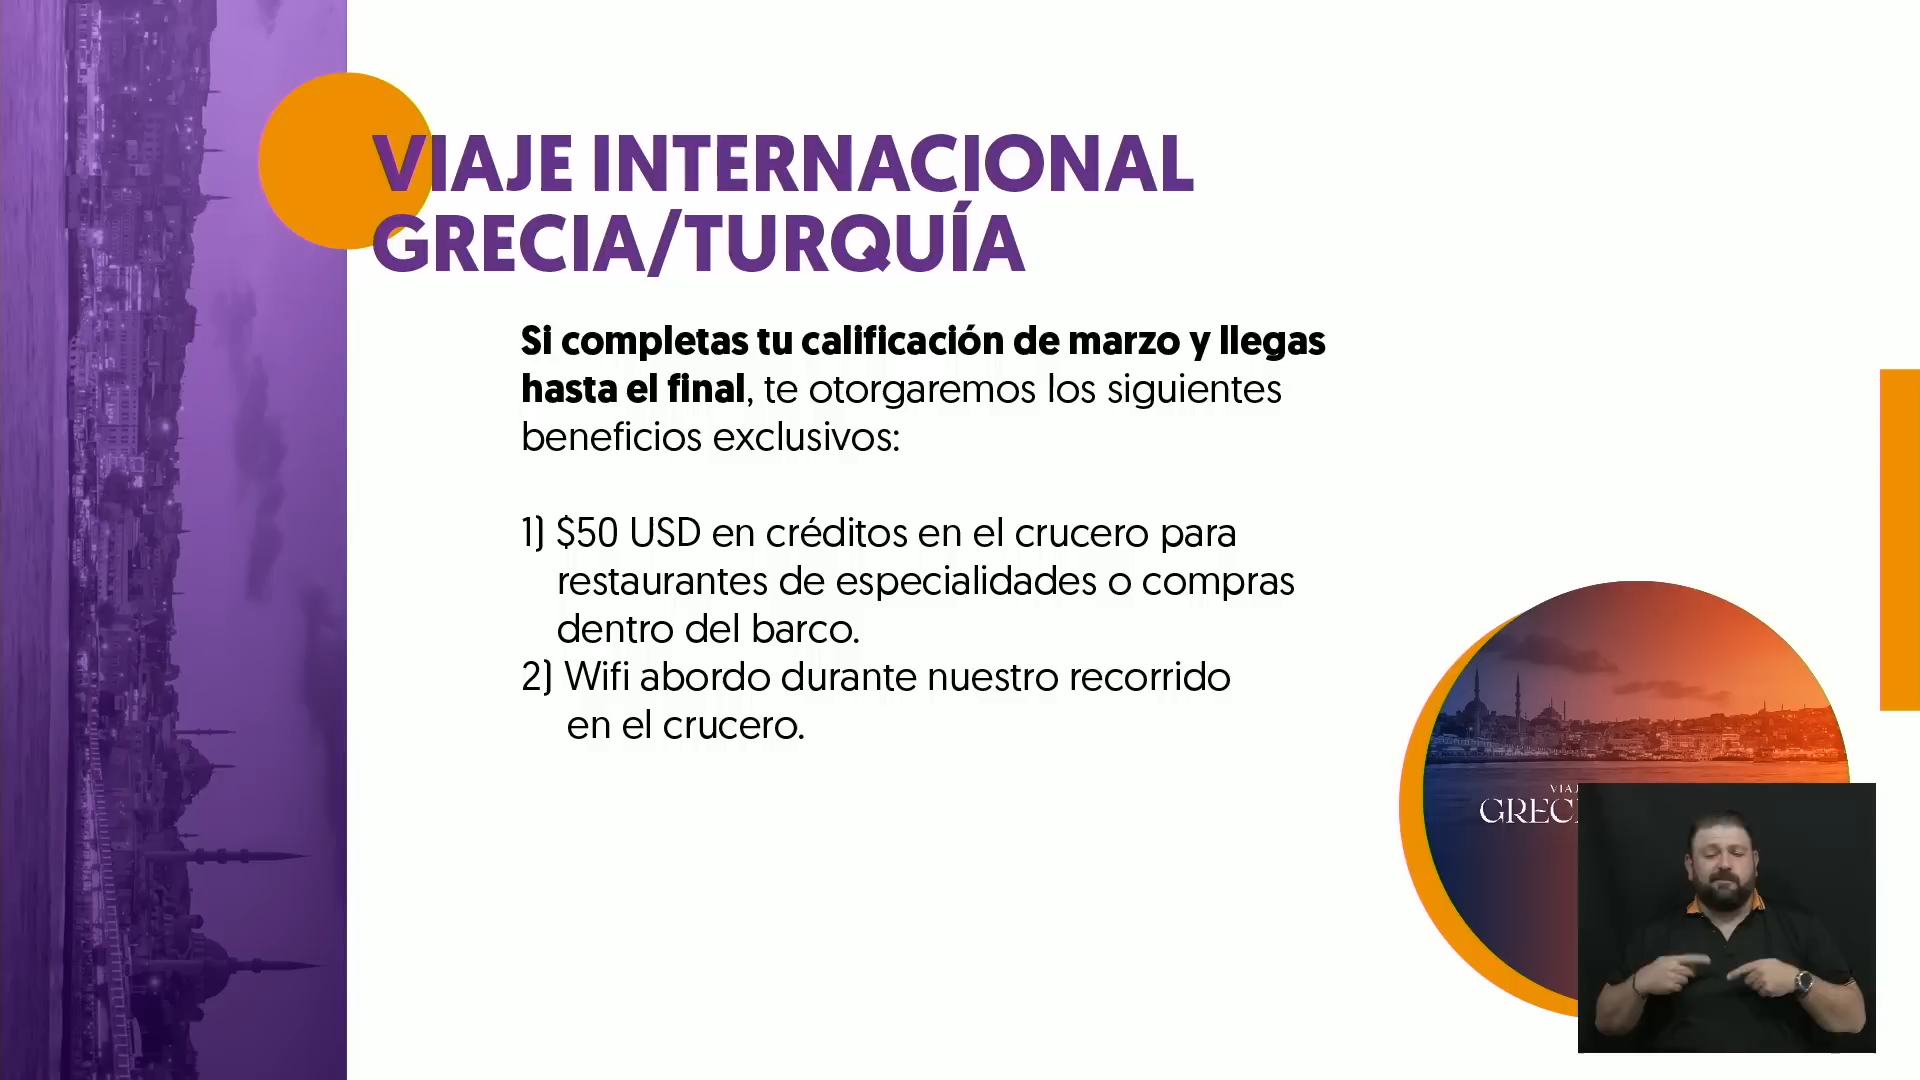 VIAJE INTERNACIONAL
GRECIA/TURQUÍA
Si completas tu calificación de marzo y llegas
hasta el final, te otorgaremos los siguientes
beneficios exclusivos:
1) $50 USD en créditos en el crucero para
restaurantes de especialidades o compras
dentro del barco.
2) Wifi abordo durante nuestro recorrido
en el crucero.